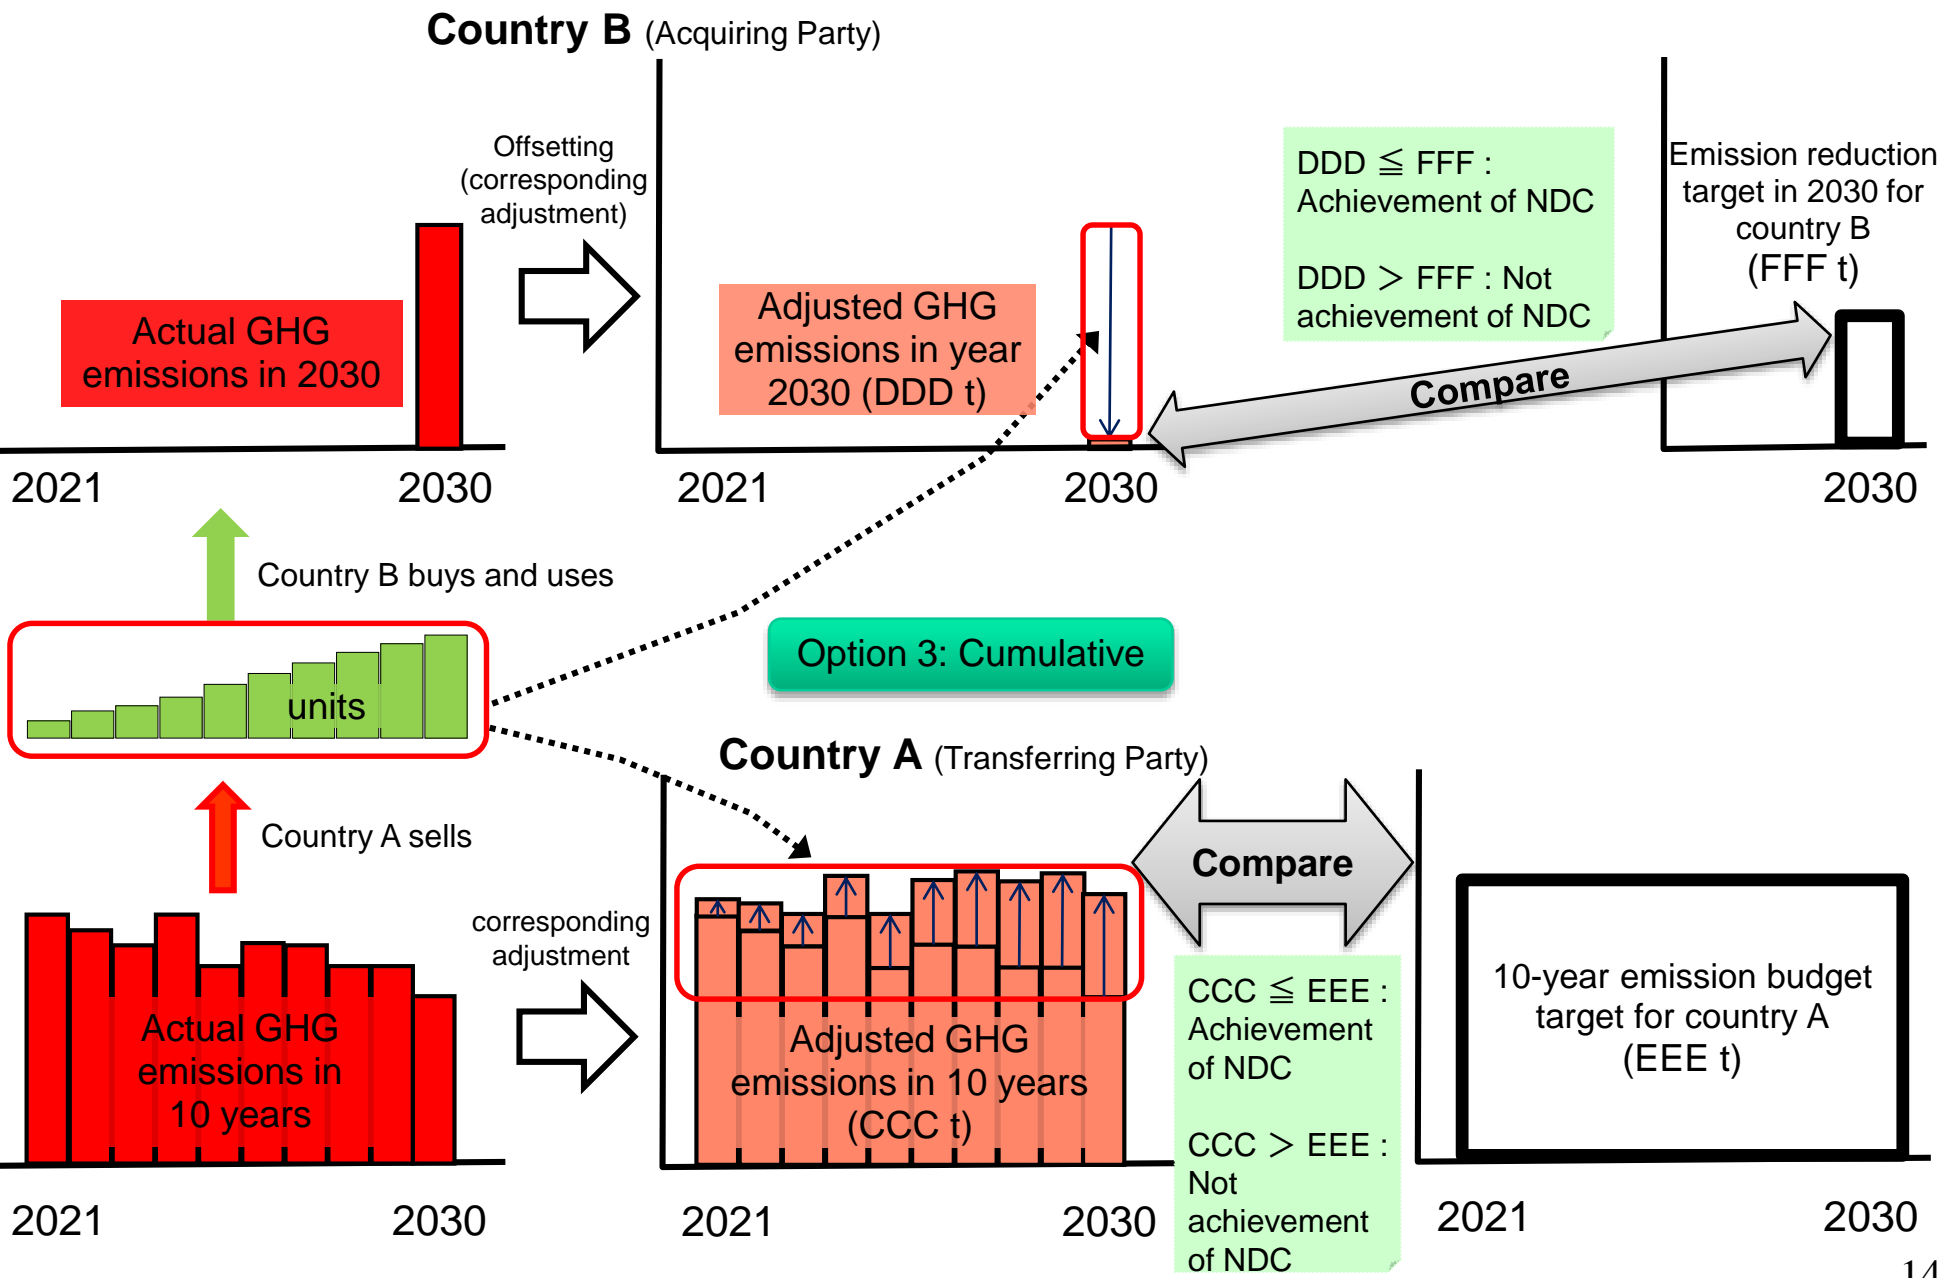 Country B (Acquiring Party)
Offsetting
(corresponding
adjustment)
Actual GHG
emissions in 2030
2021
2030
Adjusted GHG
emissions in year
2030 (DDD t)
2021
2030
DDD ≦ FFF :
Achievement of NDC
DDD ＞ FFF : Not
achievement of NDC
Compare
Emission reduction
target in 2030 for
country B
(FFF t)
2030
Country B buys and uses
units
Option 3: Cumulative
Country A sells
Country A (Transferring Party)
Actual GHG
emissions in
10 years
2021
2030
corresponding
adjustment
Adjusted GHG
emissions in 10 years
(CCC t)
2021
2030
Compare
CCC ≦ EEE :
Achievement
of NDC
CCC ＞ EEE :
Not
achievement
of NDC
10-year emission budget
target for country A
(EEE t)
2021
2030
14